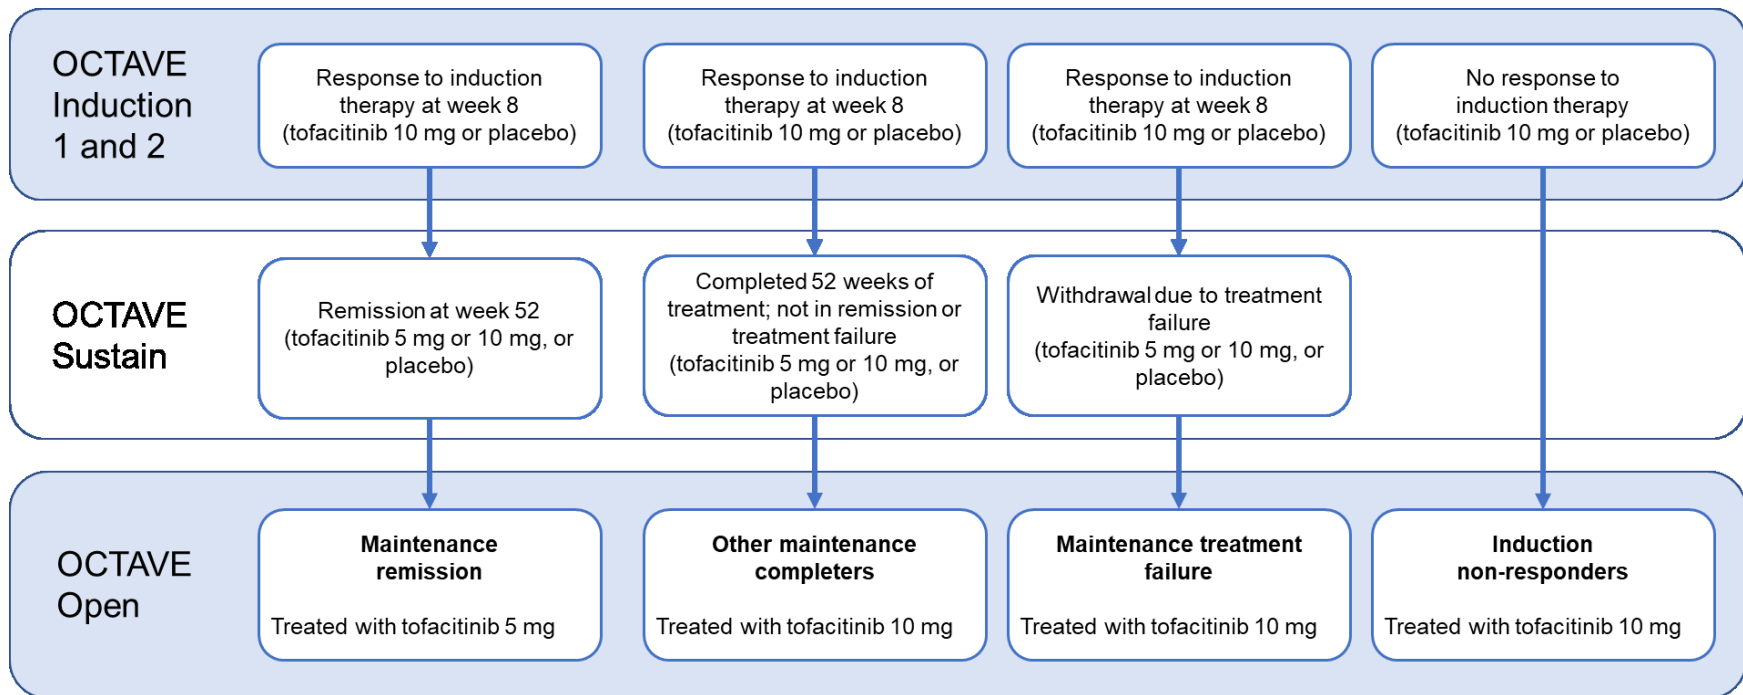 OCTAVE
Induction
1 and 2
Response to induction
therapy at week 8
(tofacitinib 10 mg or placebo)
Response to induction
therapy at week 8
(tofacitinib 10 mg or placebo)
Response to induction
therapy at week 8
(tofacitinib 10 mg or placebo)
No response to
induction therapy
(tofacitinib 10 mg or placebo)
OCTAVE
Sustain
Remission at week 52
(tofacitinib 5 mg or 10 mg, or
placebo)
Completed 52 weeks of
treatment; not in remission or
treatment failure
(tofacitinib 5 mg or 10 mg, or
placebo)
Withdrawal due to treatment
failure
(tofacitinib 5 mg or 10 mg, or
placebo)
OCTAVE
Open
Maintenance
remission
Treated with tofacitinib 5 mg
Other maintenance
completers
Treated with tofacitinib 10 mg
Maintenance treatment
failure
Treated with tofacitinib 10 mg
Induction
non-responders
Treated with tofacitinib 10 mg